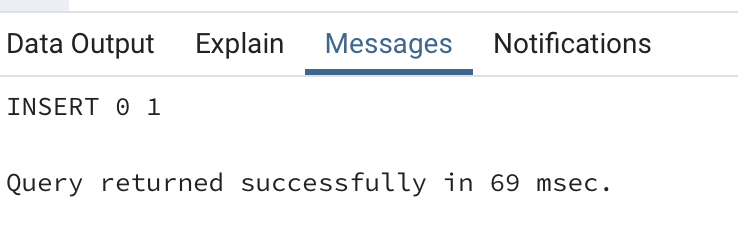 Data Output Explain Messages Notifications
INSERT 0 1
Query returned successfully in 69 msec.